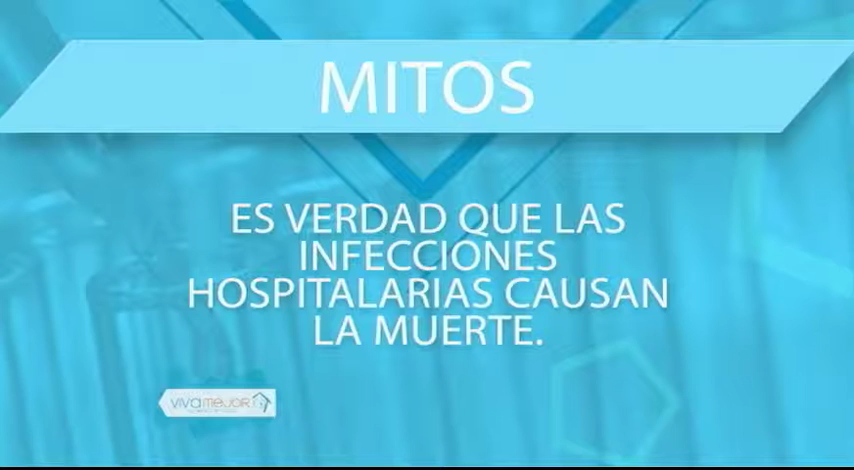 MITOS
ES VERDAD QUE LAS
INFECCIONES
HOSPITALARIAS CAUSAN
LA MUERTE.
vivamejor